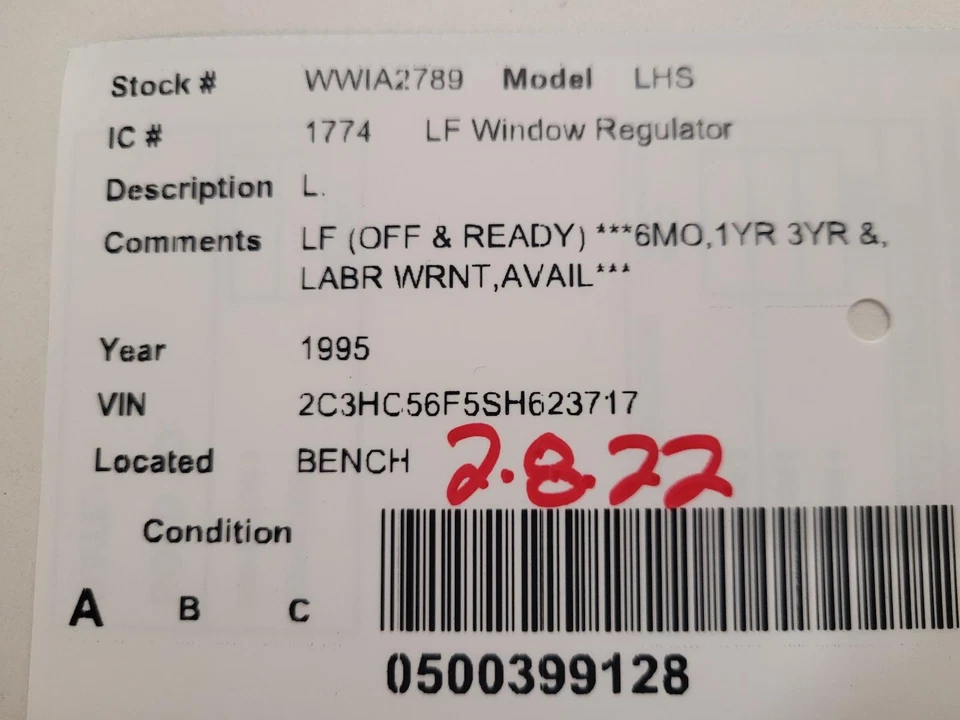 Stock # WWIA2789 Model LHS
IC # 1774 LF Window Regulator
Description L.
Comments LF (OFF & READY) ***6MO,1YR 3YR &,
LABR WRNT,AVAIL***
Year 1995
VIN 2C3HC56F5SH623717
Located BENCH 2.8.22
Condition
A B C
0500399128